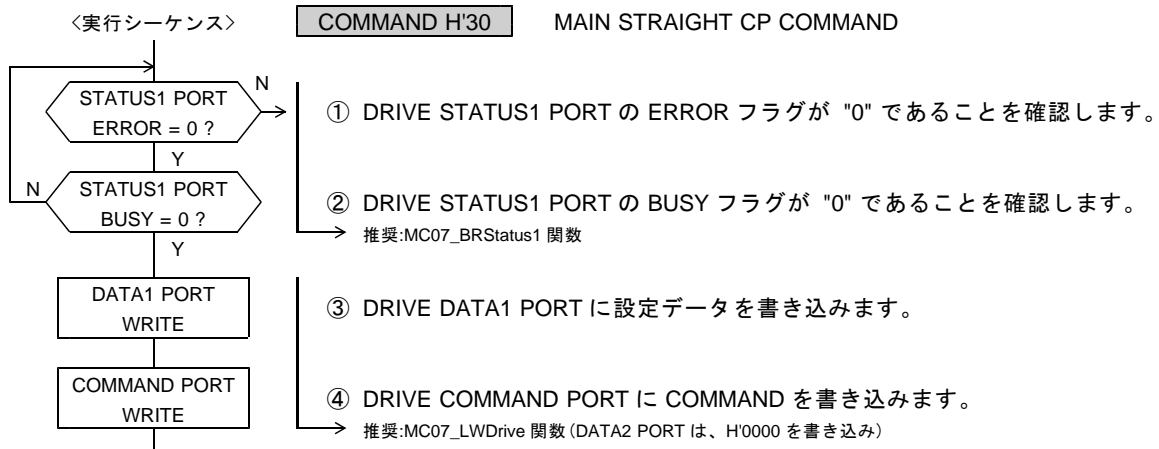 〈実行シーケンス〉
COMMAND H'30
MAIN STRAIGHT CP COMMAND
STATUS1 PORT
ERROR = 0 ?
N
Y
① DRIVE STATUS1 PORT の ERROR フラグが "0" であることを確認します。
STATUS1 PORT
BUSY = 0 ?
N
Y
② DRIVE STATUS1 PORT の BUSY フラグが "0" であることを確認します。
推奨:MC07_BRStatus1 関数
DATA1 PORT
WRITE
③ DRIVE DATA1 PORT に設定データを書き込みます。
COMMAND PORT
WRITE
④ DRIVE COMMAND PORT に COMMAND を書き込みます。
推奨:MC07_LWDrive 関数(DATA2 PORT は、H'0000 を書き込み)